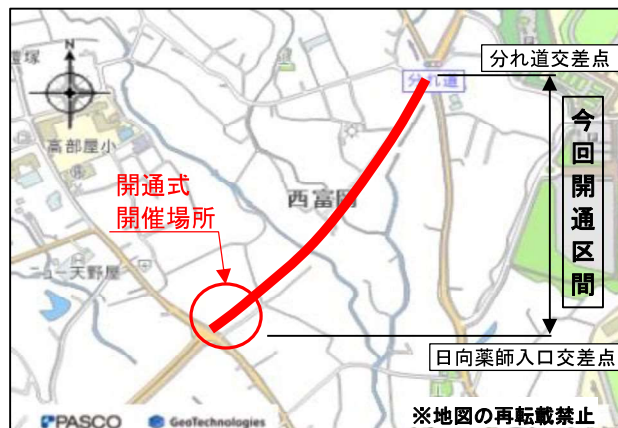 分れ道交差点
N
塚
分れ道
高部屋小
今回開通区間
開通式
開催場所
西富岡
ニュー天野屋
日向薬師入口交差点
PASCO
GeoTechnologies
※地図の再転載禁止